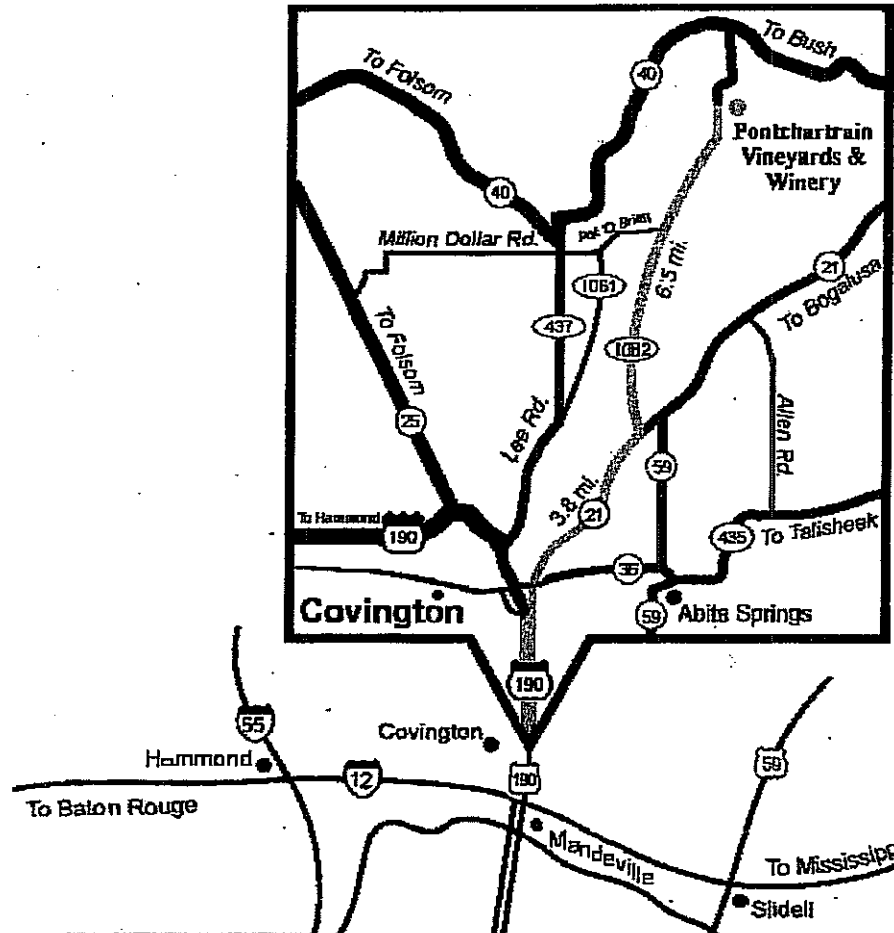 To Folsom
40
To Bush
40
Pontchartrain
Vineyards &
Winery
Million Dollar Rd.
6.5 mi.
21
To Bogalusa
1081
437
1082
To Folsom
25
Lee Rd.
Allen Rd.
59
3.8 mi.
21
To Hammond
190
435
To Talisheek
36
Covington
59
Abita Springs
190
55
Covington
59
Hammond
12
190
To Baton Rouge
Mandeville
To Mississipp
Slidell